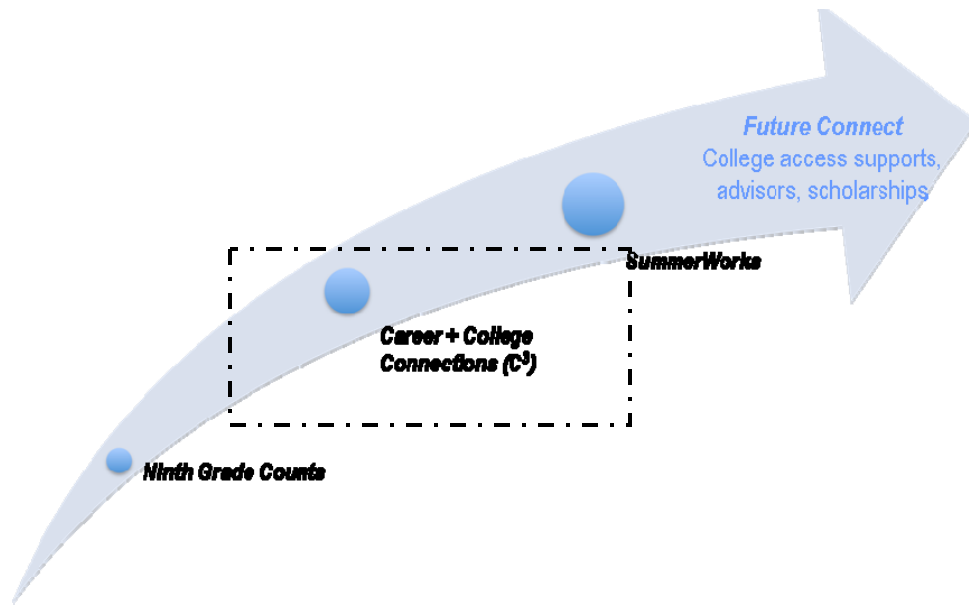 Future Connect
College access supports,
advisors, scholarships
SummerWorks
Career + College
Connections (C³)
Ninth Grade Counts